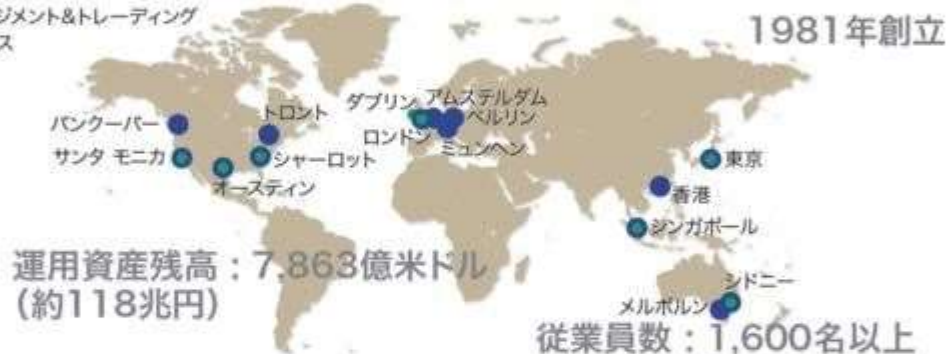 ジメント&トレーディング
ス
1981年創立
ダブリン
アムステルダム
トロント
バンクーバー
ベルリン
ロンドン
ミュンヘン
サンタ モニカ
シャーロット
東京
オースティン
香港
シンガポール
運用資産残高：7,863億米ドル
(約118兆円)
シドニー
メルボルン
従業員数：1,600名以上